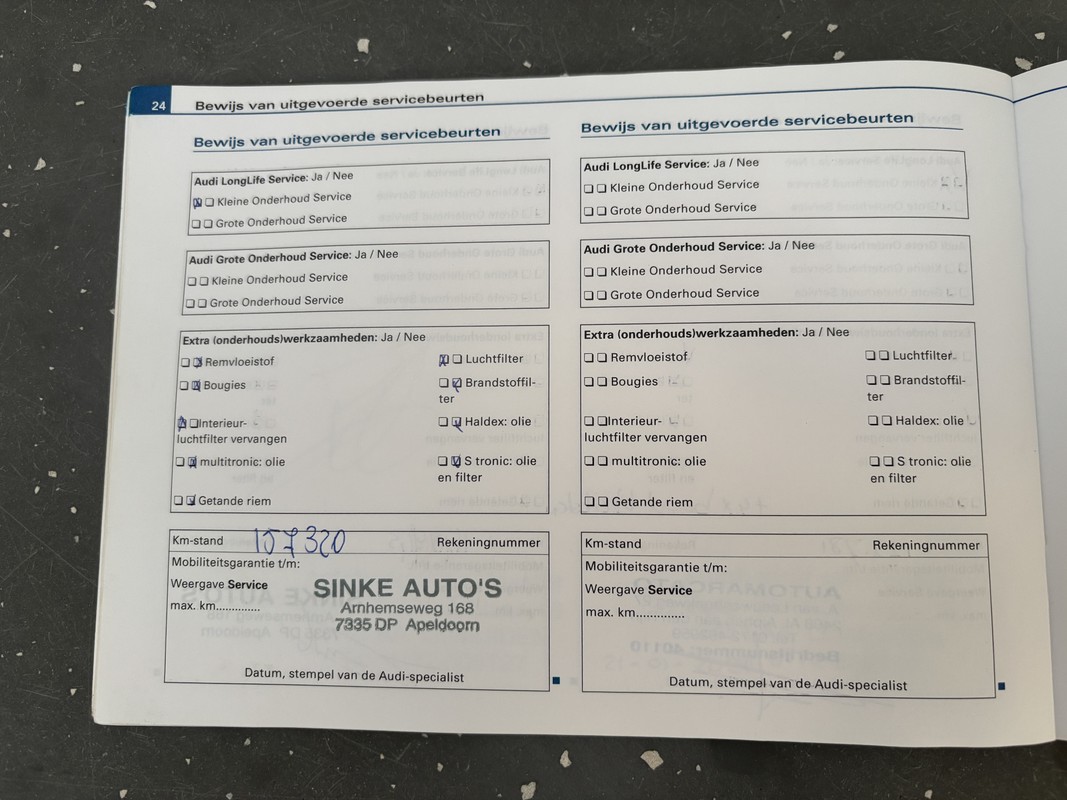 24 Bewijs van uitgevoerde servicebeurten
Bewijs van uitgevoerde servicebeurten
Audi LongLife Service: Ja / Nee
Kleine Onderhoud Service
Grote Onderhoud Service
Audi Grote Onderhoud Service: Ja / Nee
Kleine Onderhoud Service
Grote Onderhoud Service
Extra (onderhouds)werkzaamheden: Ja / Nee
Remvloeistof Luchtfilter
Bougies Brandstoffil-
ter
Interieur- Haldex: olie
luchtfilter vervangen
multitronic: olie S tronic: olie
en filter
Getande riem
Km-stand 157320 Rekeningnummer
Mobiliteitsgarantie t/m:
Weergave Service
max. km..............
SINKE AUTO'S
Arnhemseweg 168
7335 DP Apeldoorn
Datum, stempel van de Audi-specialist
Bewijs van uitgevoerde servicebeurten
Audi LongLife Service: Ja / Nee
Kleine Onderhoud Service
Grote Onderhoud Service
Audi Grote Onderhoud Service: Ja / Nee
Kleine Onderhoud Service
Grote Onderhoud Service
Extra (onderhouds)werkzaamheden: Ja / Nee
Remvloeistof Luchtfilter
Bougies Brandstoffil-
ter
Interieur- Haldex: olie
luchtfilter vervangen
multitronic: olie S tronic: olie
en filter
Getande riem
Km-stand Rekeningnummer
Mobiliteitsgarantie t/m:
Weergave Service
max. km..............
Datum, stempel van de Audi-specialist